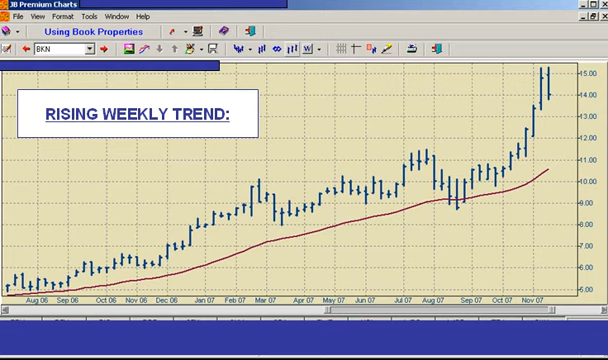 JB Premium Charts
File View Format Tools Window Help
Using Book Properties
BKN
W
RISING WEEKLY TREND:
15.00
14.00
13.00
12.00
11.00
10.00
9.00
8.00
7.00
6.00
5.00
Aug 06 Sep 06 Oct 06 Nov 06 Dec 06 Jan 07 Feb 07 Mar 07 Apr 07 May 07 Jun 07 Jul 07 Aug 07 Sep 07 Oct 07 Nov 07